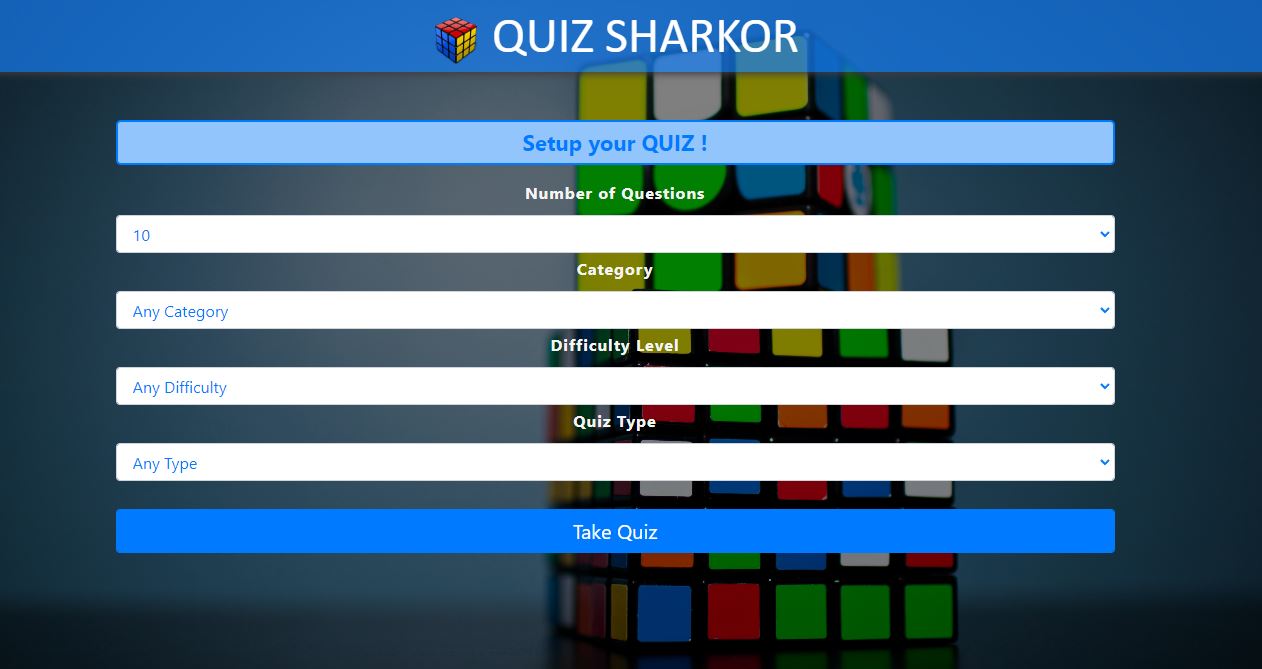 QUIZ SHARKOR
Setup your QUIZ !
Number of Questions
10
Category
Any Category
Difficulty Level
Any Difficulty
Quiz Type
Any Type
Take Quiz